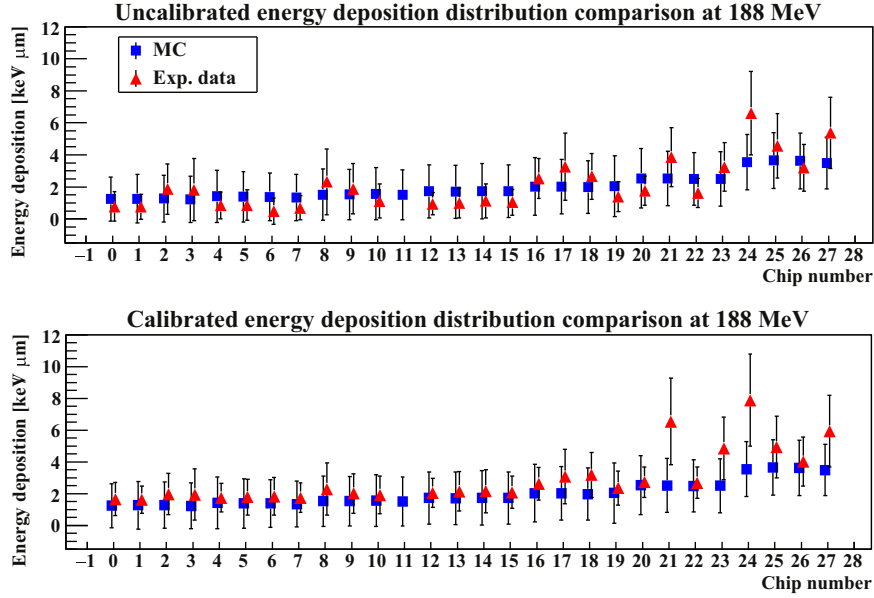 Uncalibrated energy deposition distribution comparison at 188 MeV
Energy deposition [keV μm]
12
10
8
6
4
2
0
MC
Exp. data
−1 0 1 2 3 4 5 6 7 8 9 10 11 12 13 14 15 16 17 18 19 20 21 22 23 24 25 26 27 28
Chip number
Calibrated energy deposition distribution comparison at 188 MeV
Energy deposition [keV μm]
12
10
8
6
4
2
0
−1 0 1 2 3 4 5 6 7 8 9 10 11 12 13 14 15 16 17 18 19 20 21 22 23 24 25 26 27 28
Chip number